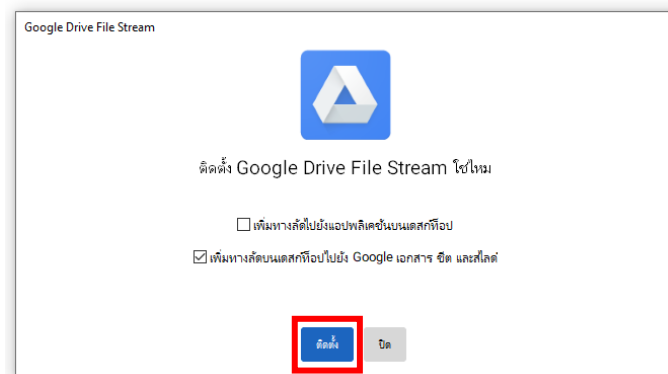 Google Drive File Stream
ติดตั้ง Google Drive File Stream ใช่ไหม
เพิ่มทางลัดไปยังแอปพลิเคชันบนเดสก์ท็อป
เพิ่มทางลัดบนเดสก์ท็อปไปยัง Google เอกสาร ชีต และสไลด์
ติดตั้ง ปิด